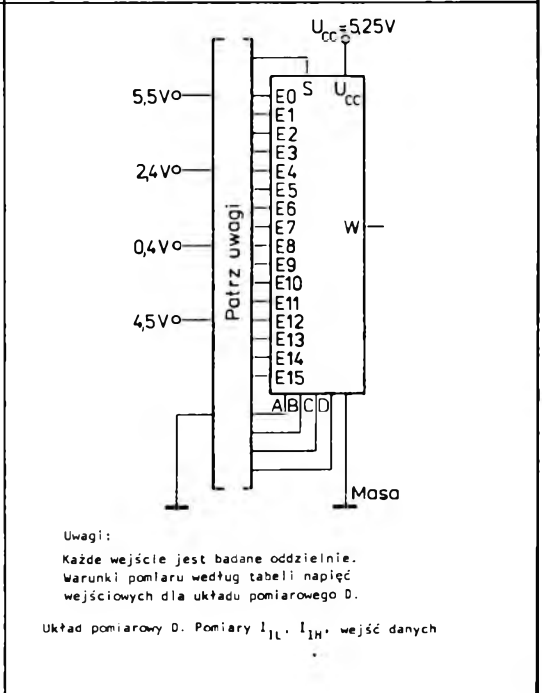 U_CC=5,25V
S U_CC
5,5V
2,4V
0,4V
4,5V
Patrz uwagi
E0
E1
E2
E3
E4
E5
E6
E7
E8
E9
E10
E11
E12
E13
E14
E15
W
A B C D
Masa
Uwagi:
Każde wejście jest badane oddzielnie.
Warunki pomiaru według tabeli napięć
wejściowych dla układu pomiarowego D.
Układ pomiarowy D. Pomiary I_IL, I_IH, wejść danych